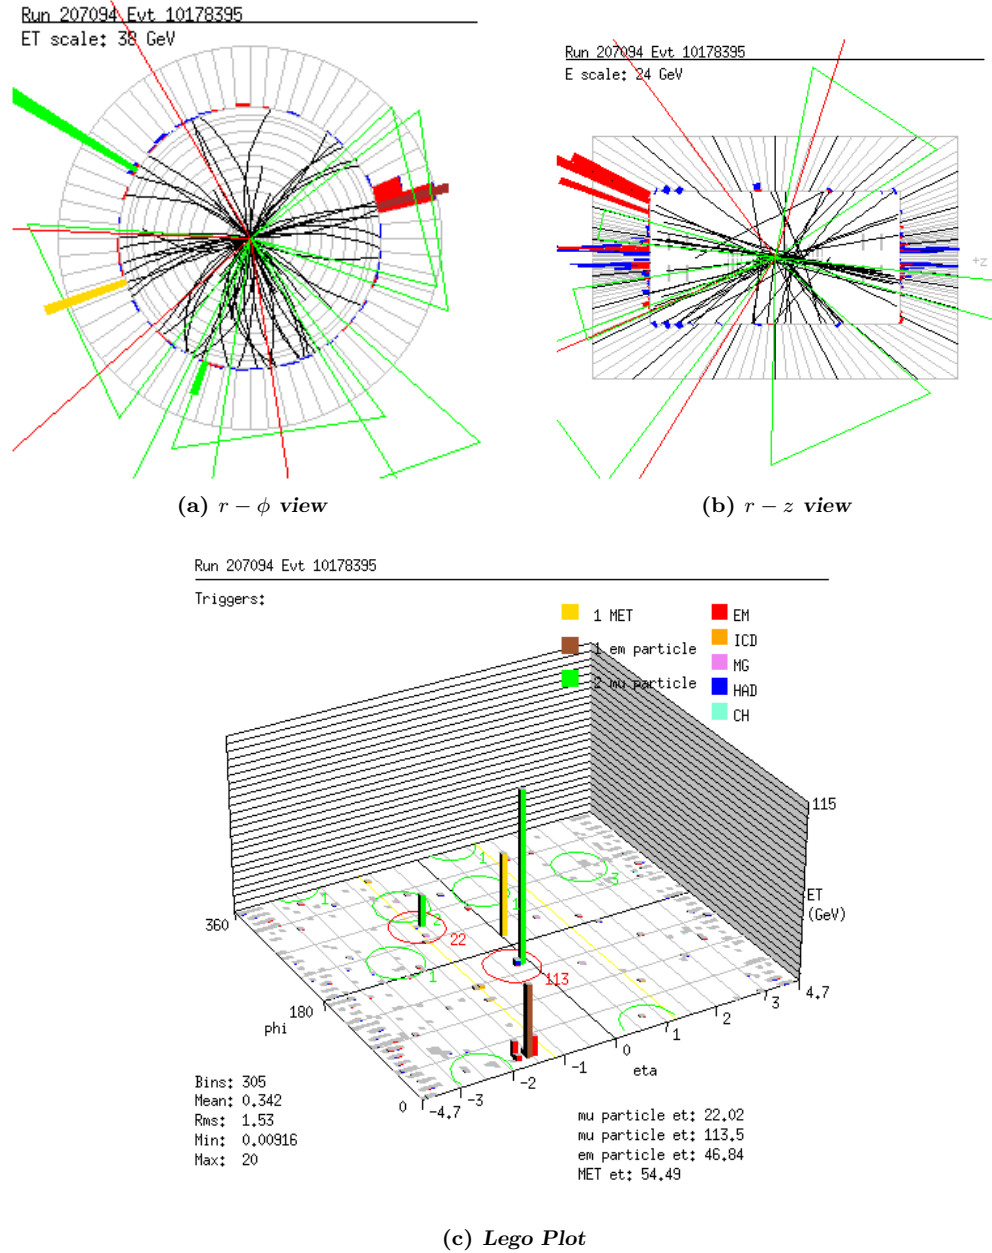 Run 207094 Evt 10178395
ET scale: 38 GeV
Run 207094 Evt 10178395
E scale: 24 GeV
+z
(a) r − ϕ view
(b) r − z view
Run 207094 Evt 10178395
Triggers:
1 MET
1 em particle
2 mu particle
EM
ICD
MG
HAD
CH
115
ET
(GeV)
1
3
1
1
2
22
1
113
360
180
phi
0
-4.7
-3
-2
-1
0
1
2
3
4.7
eta
Bins: 305
Mean: 0.342
Rms: 1.53
Min: 0.00916
Max: 20
mu particle et: 22.02
mu particle et: 113.5
em particle et: 46.84
MET et: 54.49
(c) Lego Plot